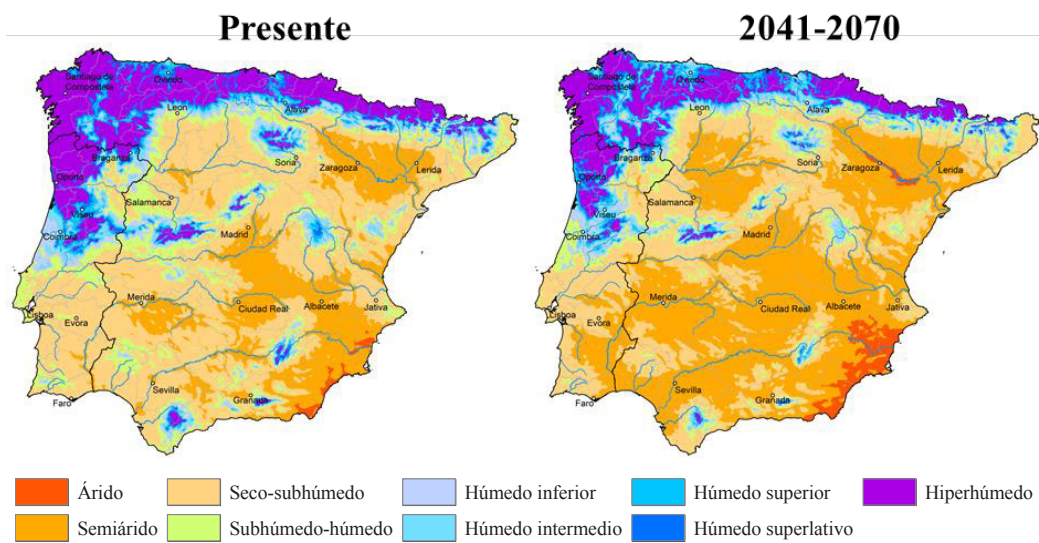 Presente
Santiago de
Compostela
Oviedo
Leon
Alava
Braganza
Oporto
Soria
Zaragoza
Lerida
Salamanca
Viseu
Coimbra
Madrid
Merida
Ciudad Real
Albacete
Jativa
Lisboa
Evora
Sevilla
Granada
Faro
2041-2070
Santiago de
Compostela
Oviedo
Leon
Alava
Braganza
Oporto
Soria
Zaragoza
Lerida
Salamanca
Viseu
Coimbra
Madrid
Merida
Ciudad Real
Albacete
Jativa
Lisboa
Evora
Sevilla
Granada
Faro
Árido
Seco-subhúmedo
Húmedo inferior
Húmedo superior
Hiperhúmedo
Semiárido
Subhúmedo-húmedo
Húmedo intermedio
Húmedo superlativo